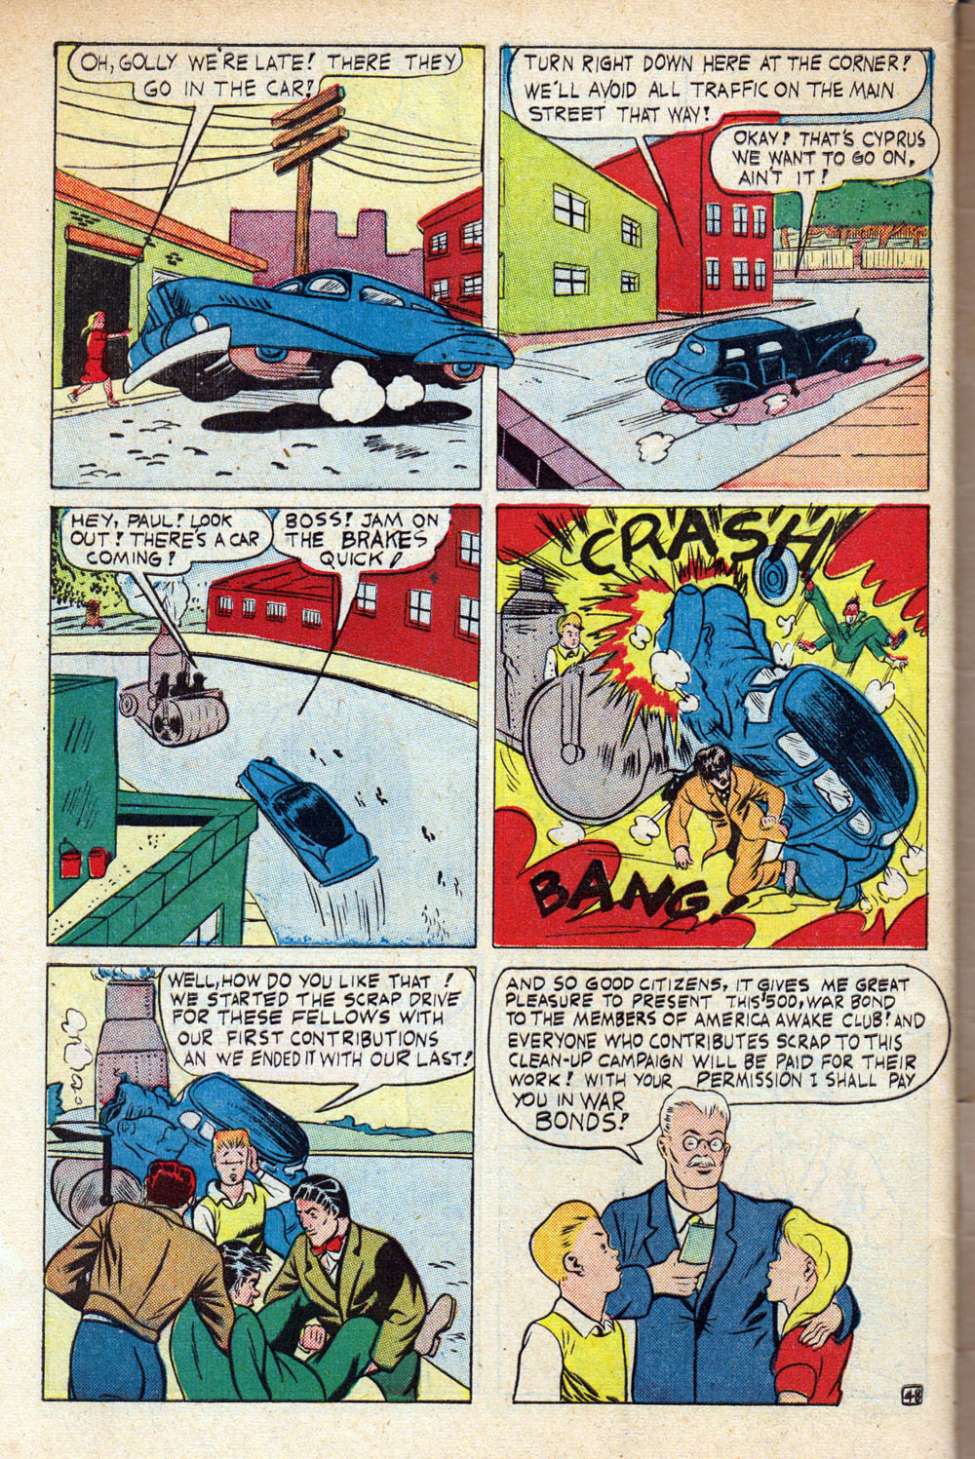 OH, GOLLY WE'RE LATE! THERE THEY
GO IN THE CAR!
TURN RIGHT DOWN HERE AT THE CORNER!
WE'LL AVOID ALL TRAFFIC ON THE MAIN
STREET THAT WAY!
OKAY! THAT'S CYPRUS
WE WANT TO GO ON,
AIN'T IT!
HEY, PAUL! LOOK
OUT! THERE'S A CAR
COMING!
BOSS! JAM ON
THE BRAKES
QUICK!
CRASH
BANG!
WELL, HOW DO YOU LIKE THAT!
WE STARTED THE SCRAP DRIVE
FOR THESE FELLOWS WITH
OUR FIRST CONTRIBUTIONS
AN WE ENDED IT WITH OUR LAST!
AND SO GOOD CITIZENS, IT GIVES ME GREAT
PLEASURE TO PRESENT THIS $500, WAR BOND
TO THE MEMBERS OF AMERICA AWAKE CLUB! AND
EVERYONE WHO CONTRIBUTES SCRAP TO THIS
CLEAN-UP CAMPAIGN WILL BE PAID FOR THEIR
WORK! WITH YOUR PERMISSION I SHALL PAY
YOU IN WAR
BONDS!
48